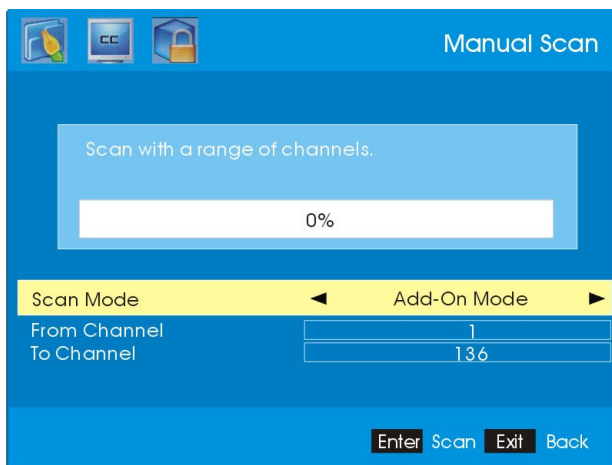 CC
Manual Scan
Scan with a range of channels.
0%
Scan Mode ◄ Add-On Mode ►
From Channel 1
To Channel 136
Enter Scan Exit Back